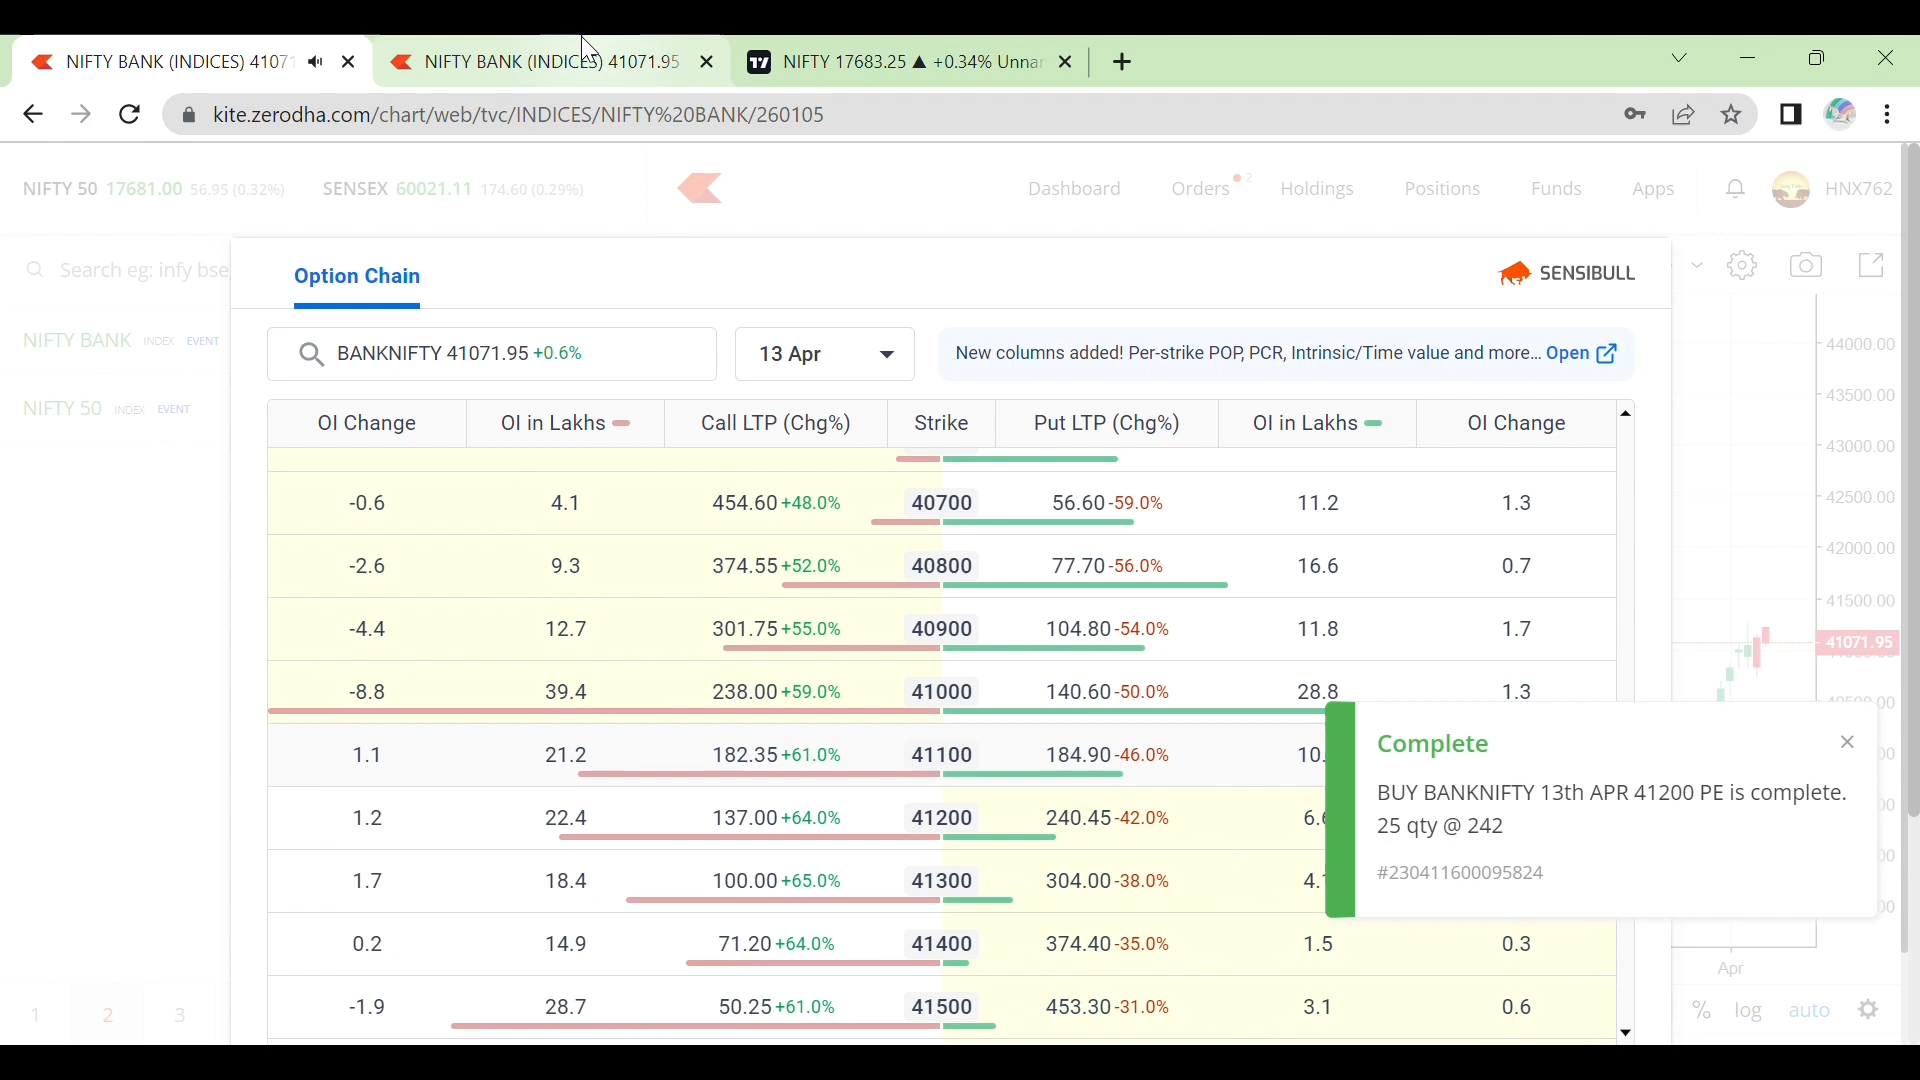 NIFTY BANK (INDICES) 4107
NIFTY BANK (INDICES) 41071.95
NIFTY 17683.25 ▲ +0.34% Unnar
kite.zerodha.com/chart/web/tvc/INDICES/NIFTY%20BANK/260105
NIFTY 50 17681.00 56.95 (0.32%) SENSEX 60021.11 174.60 (0.29%)
Dashboard Orders 2 Holdings Positions Funds Apps HNX762
Search eg: infy bse
Option Chain
SENSIBULL
NIFTY BANK INDEX EVENT
NIFTY 50 INDEX EVENT
BANKNIFTY 41071.95 +0.6%
13 Apr
New columns added! Per-strike POP, PCR, Intrinsic/Time value and more... Open
OI Change OI in Lakhs Call LTP (Chg%) Strike Put LTP (Chg%) OI in Lakhs OI Change
-0.6 4.1 454.60 +48.0% 40700 56.60 -59.0% 11.2 1.3
-2.6 9.3 374.55 +52.0% 40800 77.70 -56.0% 16.6 0.7
-4.4 12.7 301.75 +55.0% 40900 104.80 -54.0% 11.8 1.7
-8.8 39.4 238.00 +59.0% 41000 140.60 -50.0% 28.8 1.3
1.1 21.2 182.35 +61.0% 41100 184.90 -46.0% 10.
1.2 22.4 137.00 +64.0% 41200 240.45 -42.0% 6.6
1.7 18.4 100.00 +65.0% 41300 304.00 -38.0% 4.
0.2 14.9 71.20 +64.0% 41400 374.40 -35.0% 1.5 0.3
-1.9 28.7 50.25 +61.0% 41500 453.30 -31.0% 3.1 0.6
Complete
BUY BANKNIFTY 13th APR 41200 PE is complete.
25 qty @ 242
#230411600095824
44000.00
43500.00
43000.00
42500.00
42000.00
41500.00
41071.95
Apr
1 2 3
% log auto